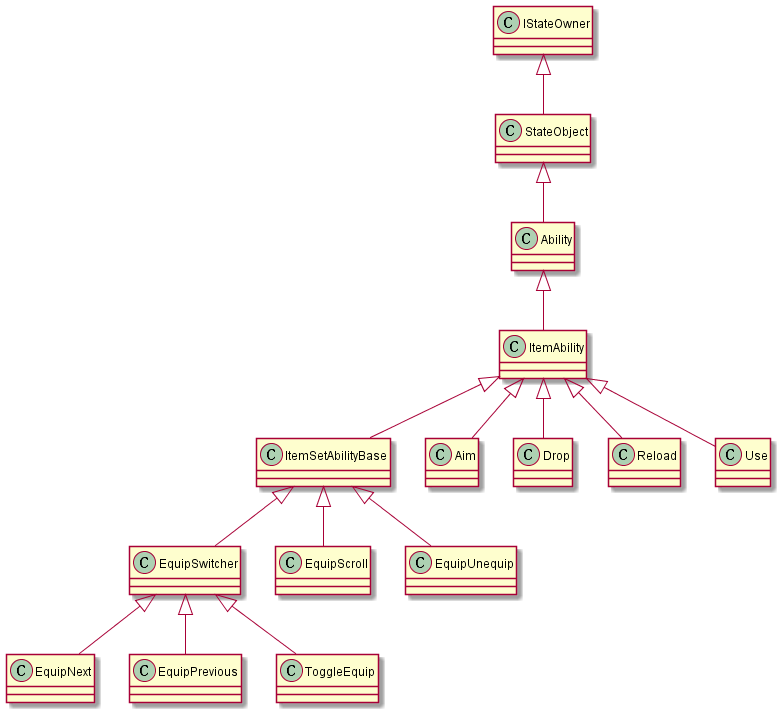 C IStateOwner
C StateObject
C Ability
C ItemAbility
C ItemSetAbilityBase
C Aim
C Drop
C Reload
C Use
C EquipSwitcher
C EquipScroll
C EquipUnequip
C EquipNext
C EquipPrevious
C ToggleEquip